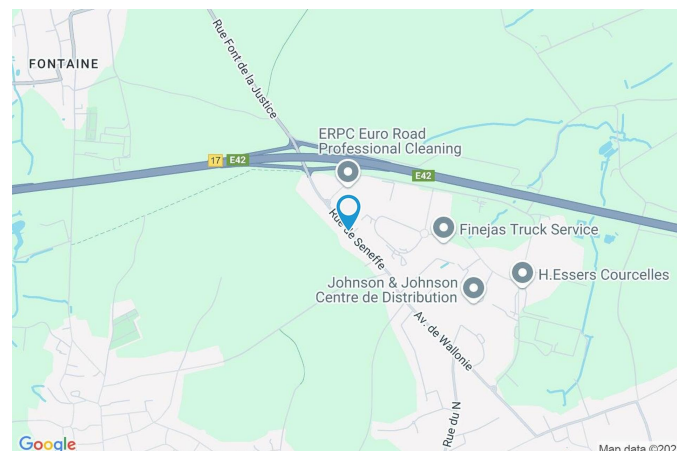 FONTAINE
Rue Font de la Justice
ERPC Euro Road
Professional Cleaning
17
E42
E42
Rue de Seneffe
Finejas Truck Service
H.Essers Courcelles
Johnson & Johnson
Centre de Distribution
Av. de Wallonie
Rue du N
Google
Map data ©202